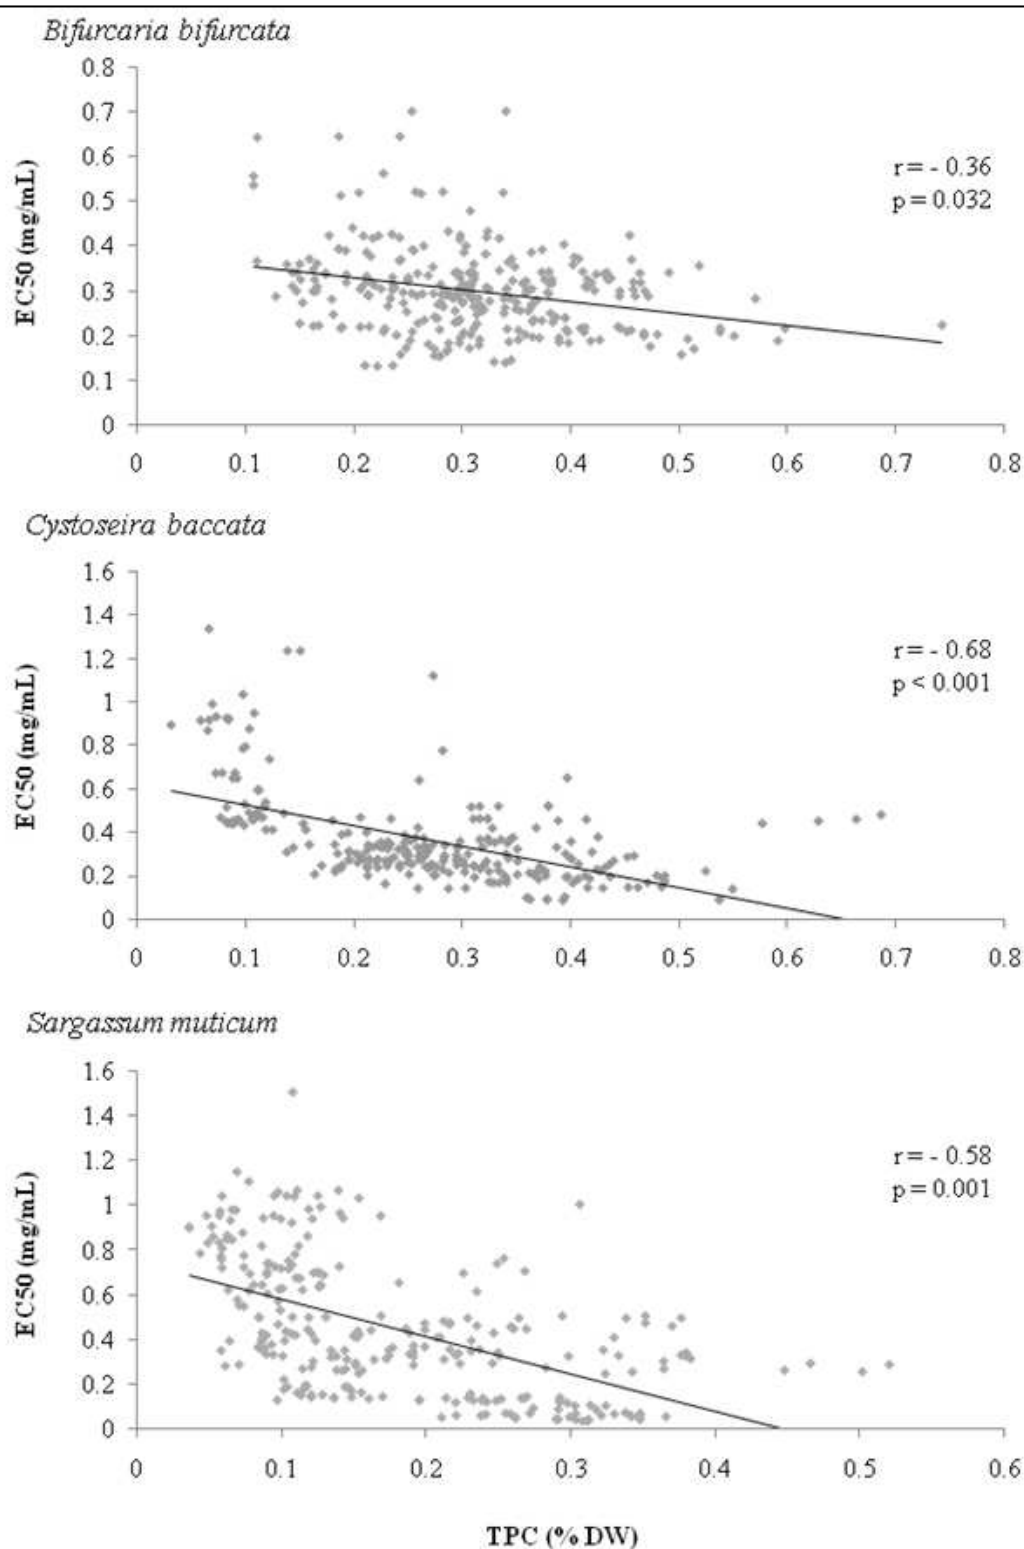 Bifurcaria bifurcata
0.8
0.7
0.6
0.5
0.4
0.3
0.2
0.1
0
EC50 (mg/mL)
r = - 0.36
p = 0.032
0 0.1 0.2 0.3 0.4 0.5 0.6 0.7 0.8
Cystoseira baccata
1.6
1.4
1.2
1
0.8
0.6
0.4
0.2
0
EC50 (mg/mL)
r = - 0.68
p < 0.001
0 0.1 0.2 0.3 0.4 0.5 0.6 0.7 0.8
Sargassum muticum
1.6
1.4
1.2
1
0.8
0.6
0.4
0.2
0
EC50 (mg/mL)
r = - 0.58
p = 0.001
0 0.1 0.2 0.3 0.4 0.5 0.6
TPC (% DW)